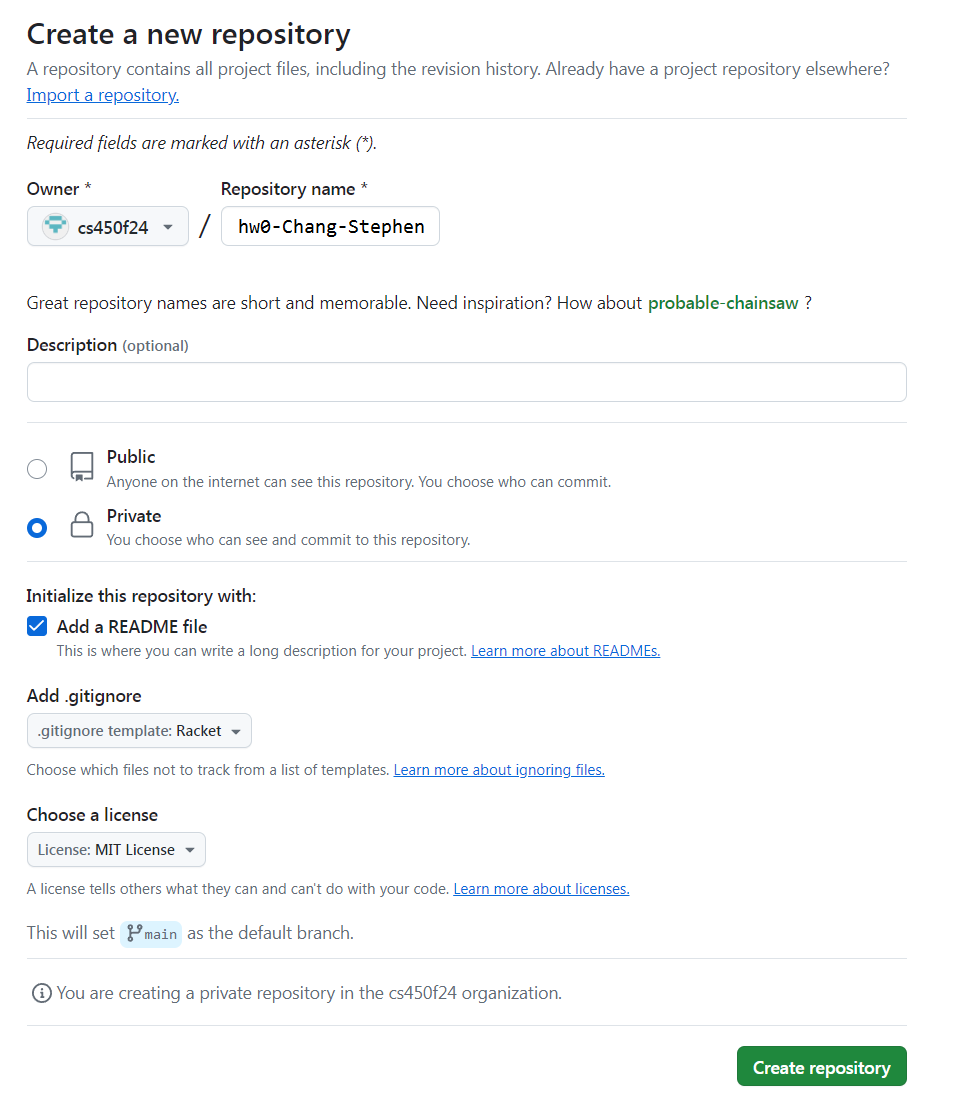 Create a new repository
A repository contains all project files, including the revision history. Already have a project repository elsewhere?
Import a repository.
Required fields are marked with an asterisk (*).
Owner * Repository name *
cs450f24 / hw0-Chang-Stephen
Great repository names are short and memorable. Need inspiration? How about probable-chainsaw ?
Description (optional)
Public
Anyone on the internet can see this repository. You choose who can commit.
Private
You choose who can see and commit to this repository.
Initialize this repository with:
Add a README file
This is where you can write a long description for your project. Learn more about READMEs.
Add .gitignore
.gitignore template: Racket
Choose which files not to track from a list of templates. Learn more about ignoring files.
Choose a license
License: MIT License
A license tells others what they can and can't do with your code. Learn more about licenses.
This will set main as the default branch.
You are creating a private repository in the cs450f24 organization.
Create repository